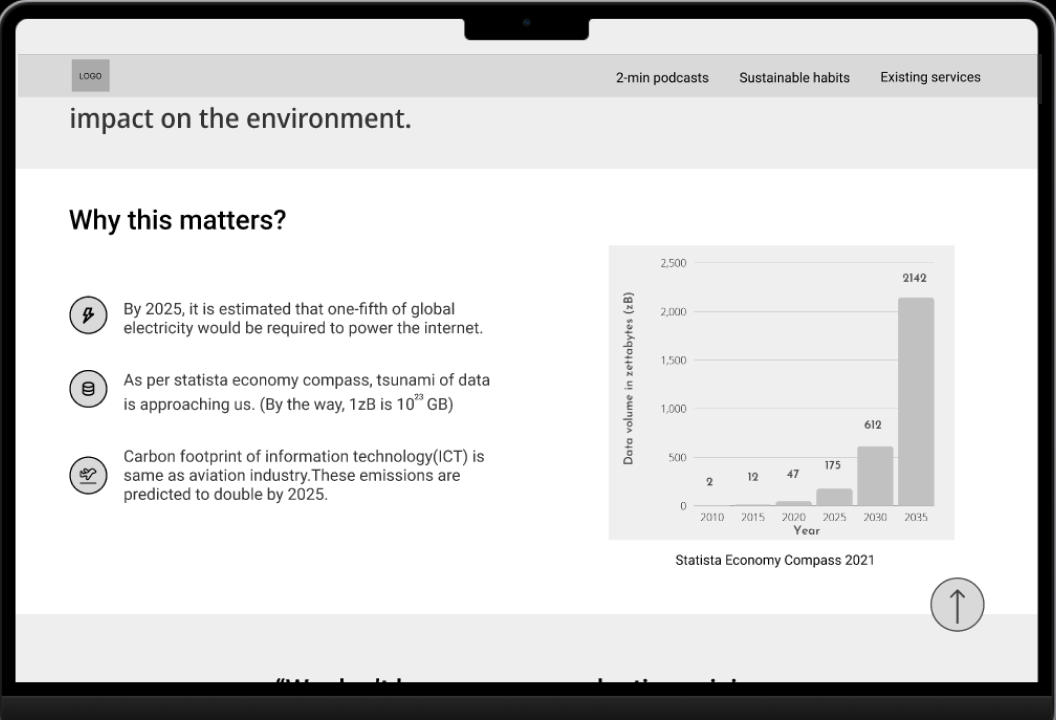 LOGO
2-min podcasts
Sustainable habits
Existing services
impact on the environment.
Why this matters?
By 2025, it is estimated that one-fifth of global
electricity would be required to power the internet.
As per statista economy compass, tsunami of data
is approaching us. (By the way, 1zB is 10²³ GB)
Carbon footprint of information technology(ICT) is
same as aviation industry.These emissions are
predicted to double by 2025.
Data volume in zettabytes (zB)
2,500
2,000
1,500
1,000
500
0
2
12
47
175
612
2142
2010
2015
2020
2025
2030
2035
Year
Statista Economy Compass 2021